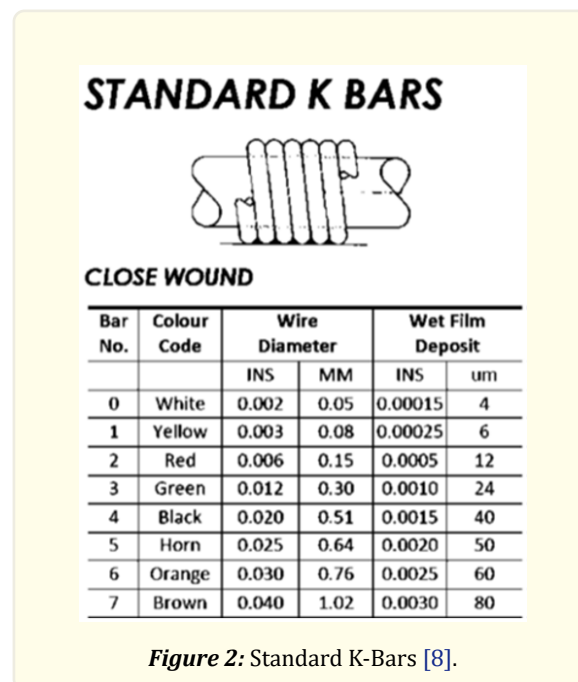 STANDARD K BARS
CLOSE WOUND
Bar No. Colour Code Wire Diameter Wet Film Deposit
INS MM INS um
0 White 0.002 0.05 0.00015 4
1 Yellow 0.003 0.08 0.00025 6
2 Red 0.006 0.15 0.0005 12
3 Green 0.012 0.30 0.0010 24
4 Black 0.020 0.51 0.0015 40
5 Horn 0.025 0.64 0.0020 50
6 Orange 0.030 0.76 0.0025 60
7 Brown 0.040 1.02 0.0030 80
Figure 2: Standard K-Bars [8].